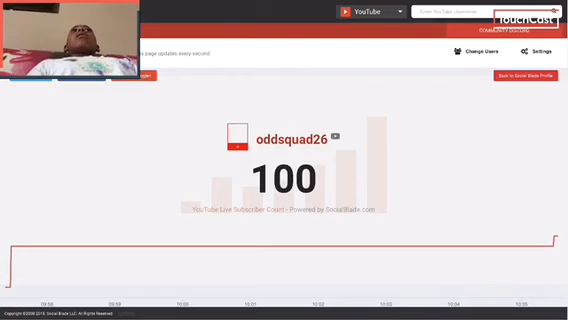 YouTube
Enter YouTube Username
TouchCast
COMMUNITY DISCORD
is page updates every second
Change Users
Settings
Back to Social Blade Profile
oddsquad26
100
YouTube Live Subscriber Count - Powered by SocialBlade.com
09:58
09:59
10:00
10:01
10:02
10:03
10:04
10:05
Copyright ©2008-2018 Social Blade LLC. All Rights Reserved